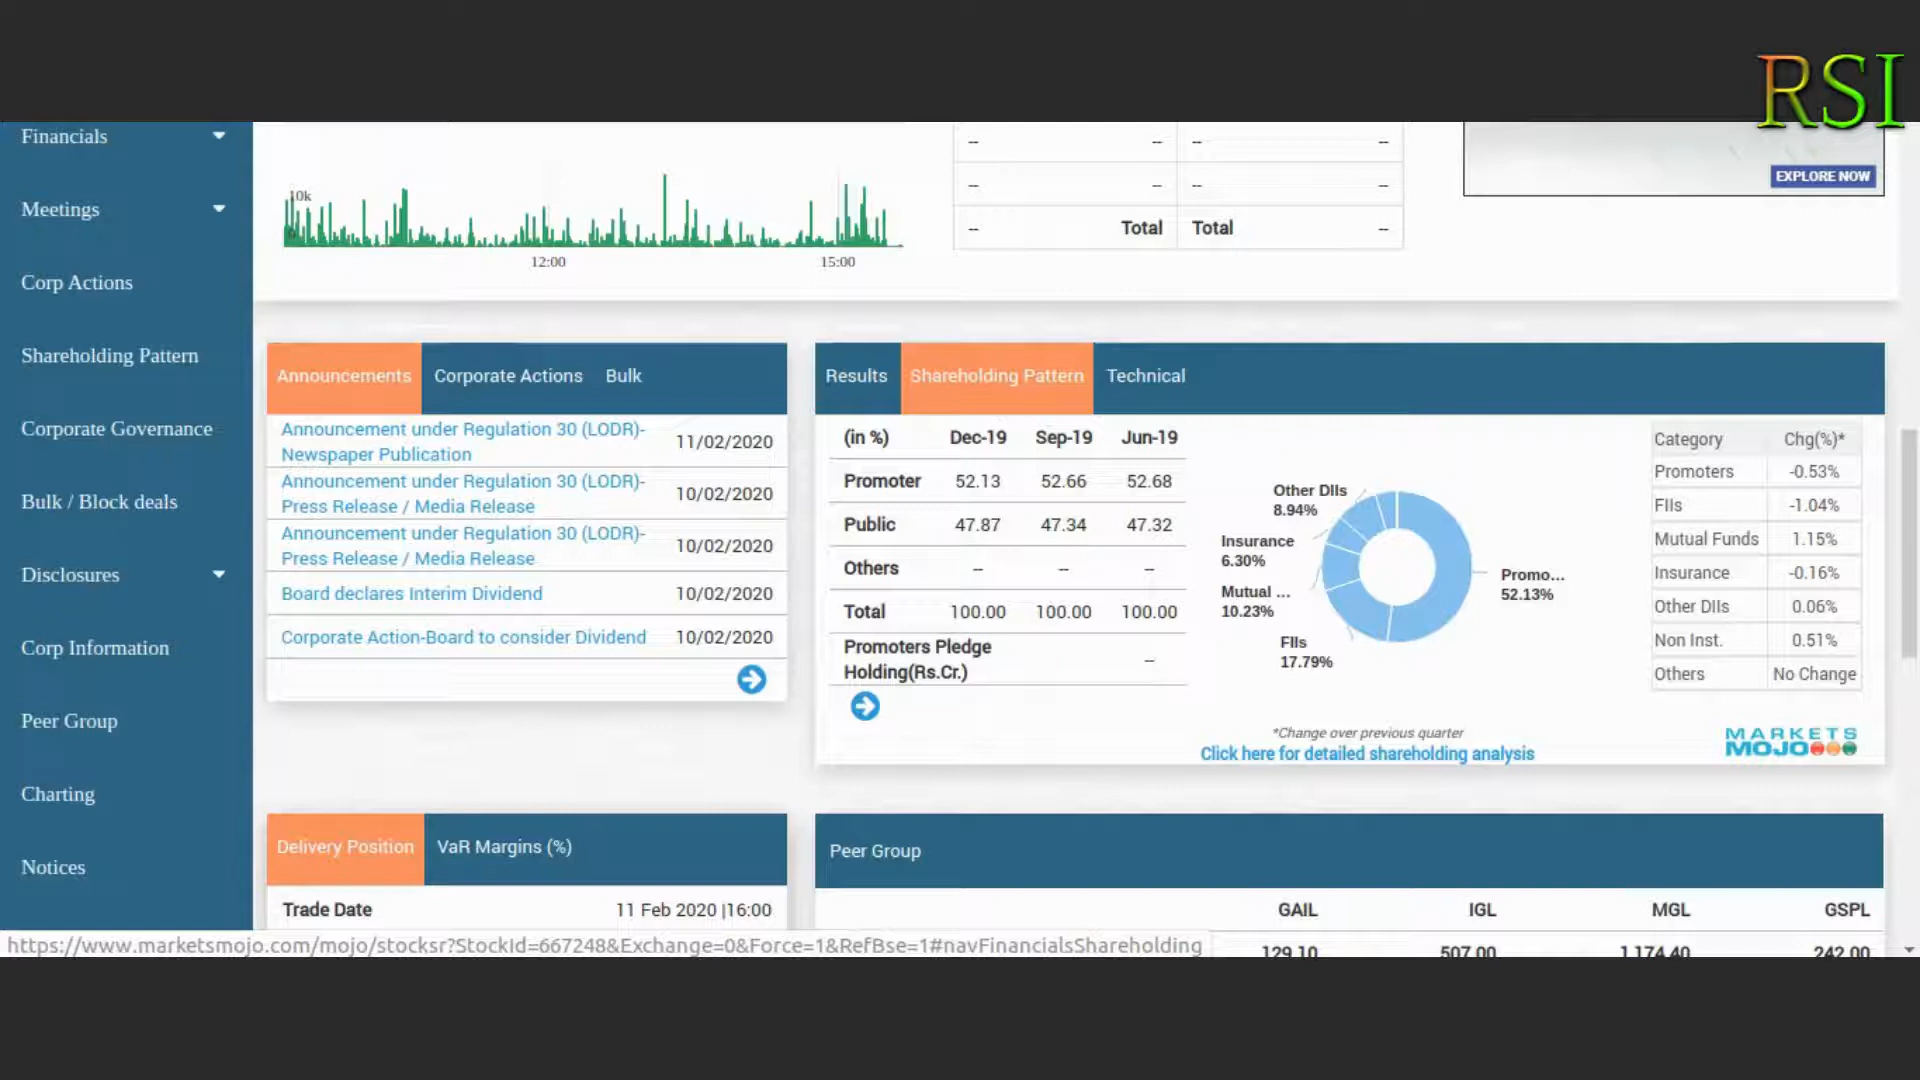 RSI
Financials
Meetings
Corp Actions
Shareholding Pattern
Corporate Governance
Bulk / Block deals
Disclosures
Corp Information
Peer Group
Charting
Notices
10k
12:00 15:00
-- -- -- --
-- -- -- --
-- Total Total --
EXPLORE NOW
Announcements Corporate Actions Bulk
Announcement under Regulation 30 (LODR)-
Newspaper Publication 11/02/2020
Announcement under Regulation 30 (LODR)-
Press Release / Media Release 10/02/2020
Announcement under Regulation 30 (LODR)-
Press Release / Media Release 10/02/2020
Board declares Interim Dividend 10/02/2020
Corporate Action-Board to consider Dividend 10/02/2020
Results Shareholding Pattern Technical
(in %) Dec-19 Sep-19 Jun-19
Promoter 52.13 52.66 52.68
Public 47.87 47.34 47.32
Others -- -- --
Total 100.00 100.00 100.00
Promoters Pledge
Holding(Rs.Cr.) --
Other DIIs
8.94%
Insurance
6.30%
Mutual ...
10.23%
FIIs
17.79%
Promo...
52.13%
Category Chg(%)*
Promoters -0.53%
FIIs -1.04%
Mutual Funds 1.15%
Insurance -0.16%
Other DIIs 0.06%
Non Inst. 0.51%
Others No Change
*Change over previous quarter
Click here for detailed shareholding analysis
MARKETS
MOJO
Delivery Position VaR Margins (%)
Trade Date 11 Feb 2020 |16:00
Peer Group
GAIL IGL MGL GSPL
129.10 507.00 1,174.40 242.00
https://www.marketsmojo.com/mojo/stocksr?StockId=667248&Exchange=0&Force=1&RefBse=1#navFinancialsShareholding